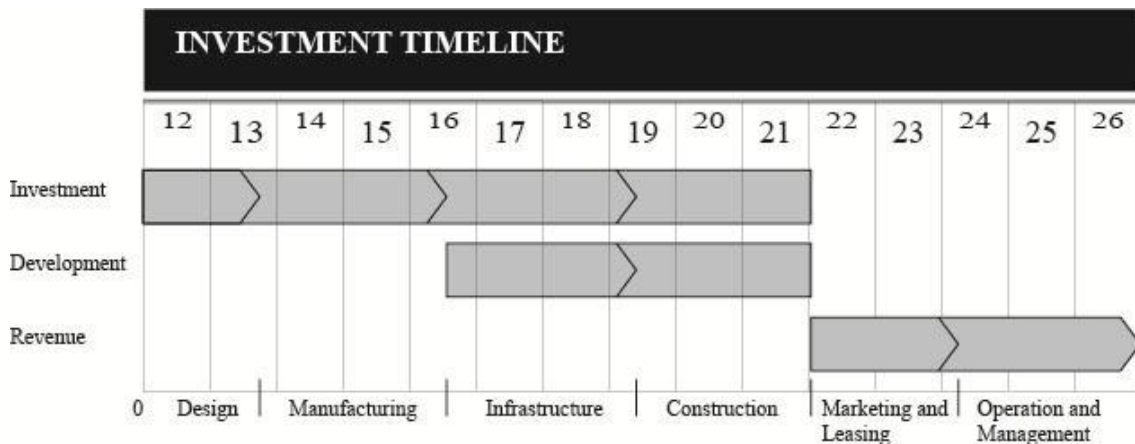 INVESTMENT TIMELINE
12 13 14 15 16 17 18 19 20 21 22 23 24 25 26
Investment
Development
Revenue
0 Design Manufacturing Infrastructure Construction Marketing and Operation and
Leasing Management